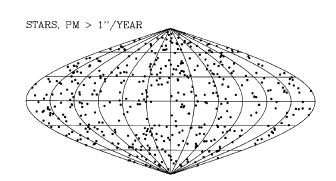 STARS, PM > 1''/YEAR